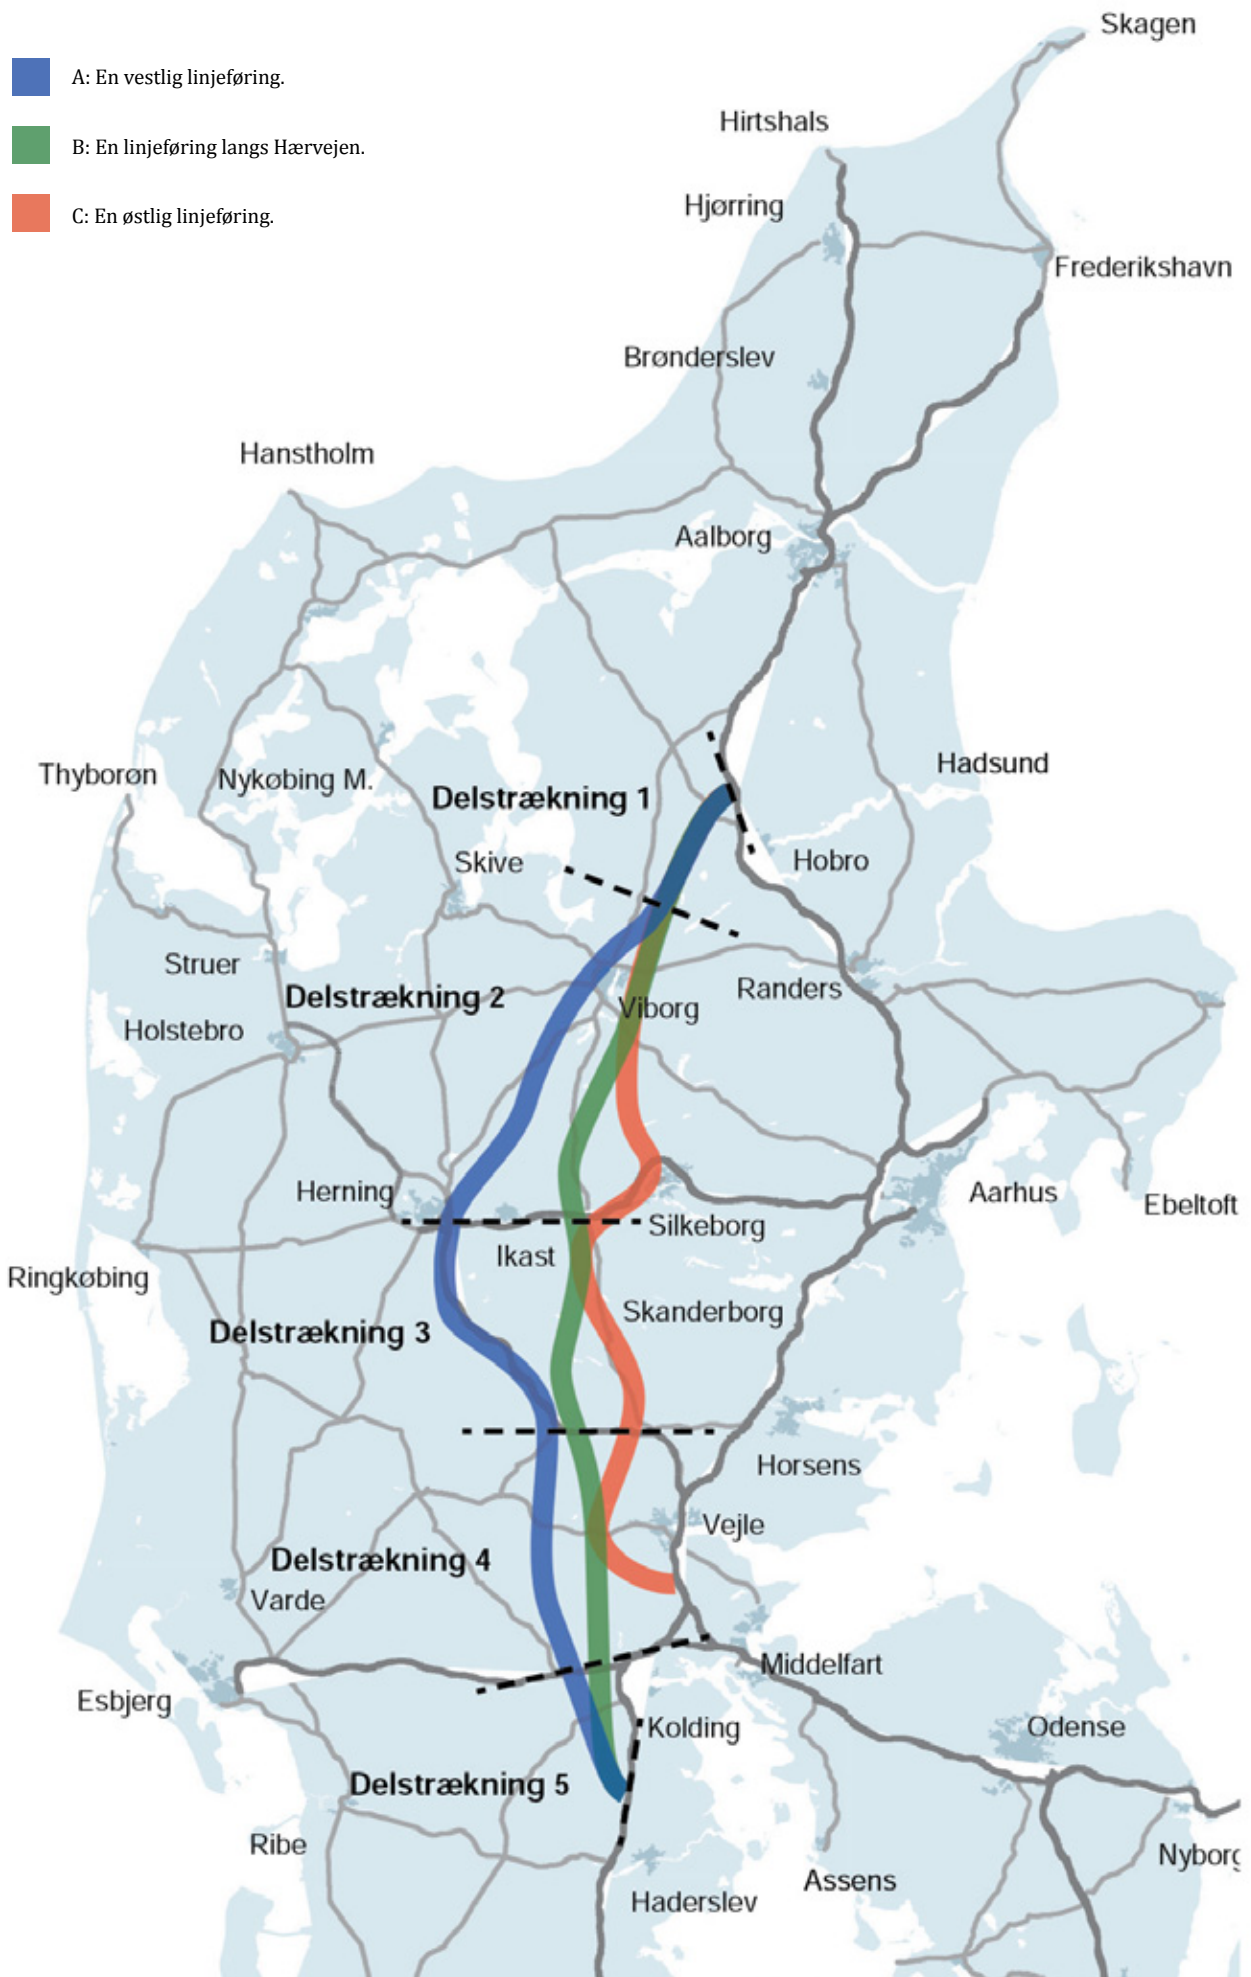 Skagen
A: En vestlig linjeføring.
Hirtshals
B: En linjeføring langs Hærvejen.
Hjørring
C: En østlig linjeføring.
Frederikshavn
Brønderslev
Hanstholm
Aalborg
Hadsund
Thyborøn
Nykøbing M.
Delstrækning 1
Skive
Hobro
Struer
Randers
Delstrækning 2
Viborg
Holstebro
Herning
Aarhus
Ebeltoft
Silkeborg
Ikast
Ringkøbing
Skanderborg
Delstrækning 3
Horsens
Vejle
Delstrækning 4
Varde
Middelfart
Esbjerg
Kolding
Odense
Delstrækning 5
Ribe
Nyborg
Assens
Haderslev